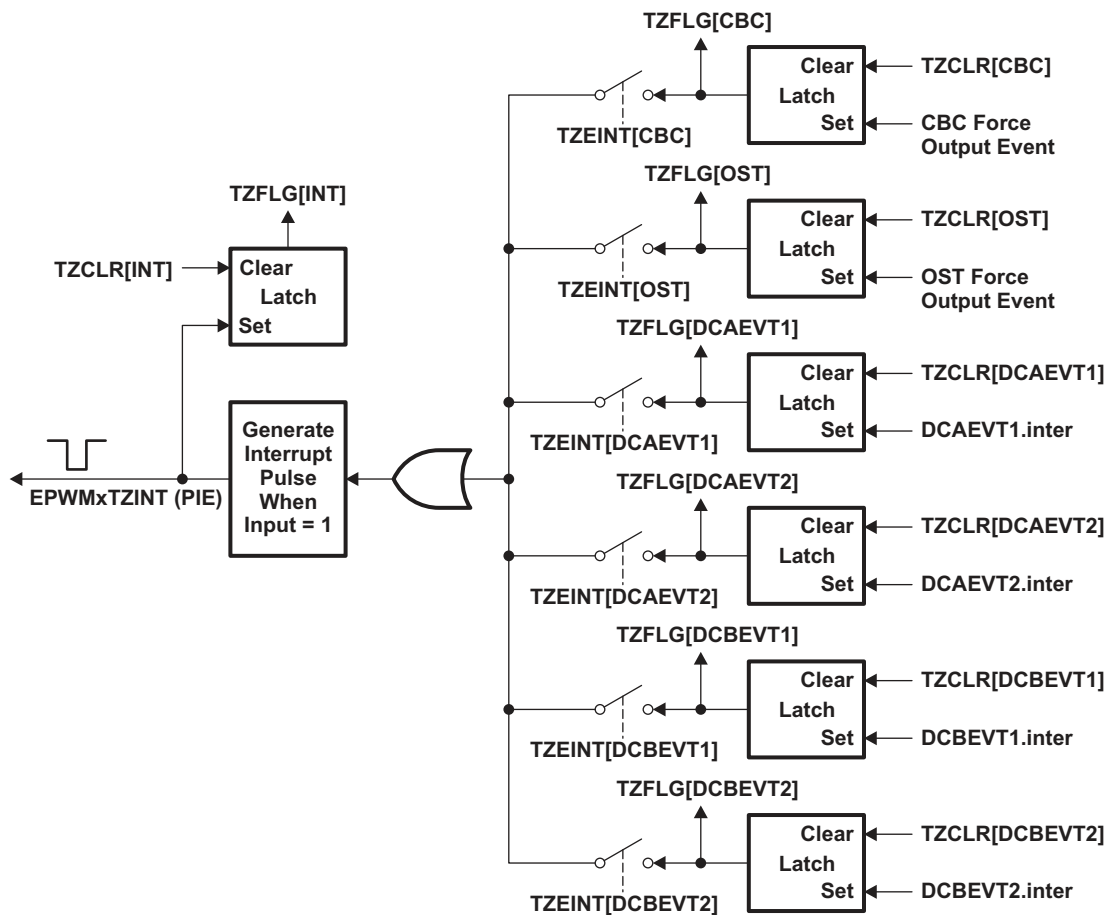 TZFLG[CBC]
Clear
Latch
Set
TZCLR[CBC]
CBC Force
Output Event
TZEINT[CBC]
TZFLG[OST]
Clear
Latch
Set
TZCLR[OST]
OST Force
Output Event
TZEINT[OST]
TZFLG[INT]
TZCLR[INT]
Clear
Latch
Set
TZFLG[DCAEVT1]
Clear
Latch
Set
TZCLR[DCAEVT1]
DCAEVT1.inter
TZEINT[DCAEVT1]
Generate
Interrupt
Pulse
When
Input = 1
EPWMxTZINT (PIE)
TZFLG[DCAEVT2]
Clear
Latch
Set
TZCLR[DCAEVT2]
DCAEVT2.inter
TZEINT[DCAEVT2]
TZFLG[DCBEVT1]
Clear
Latch
Set
TZCLR[DCBEVT1]
DCBEVT1.inter
TZEINT[DCBEVT1]
TZFLG[DCBEVT2]
Clear
Latch
Set
TZCLR[DCBEVT2]
DCBEVT2.inter
TZEINT[DCBEVT2]